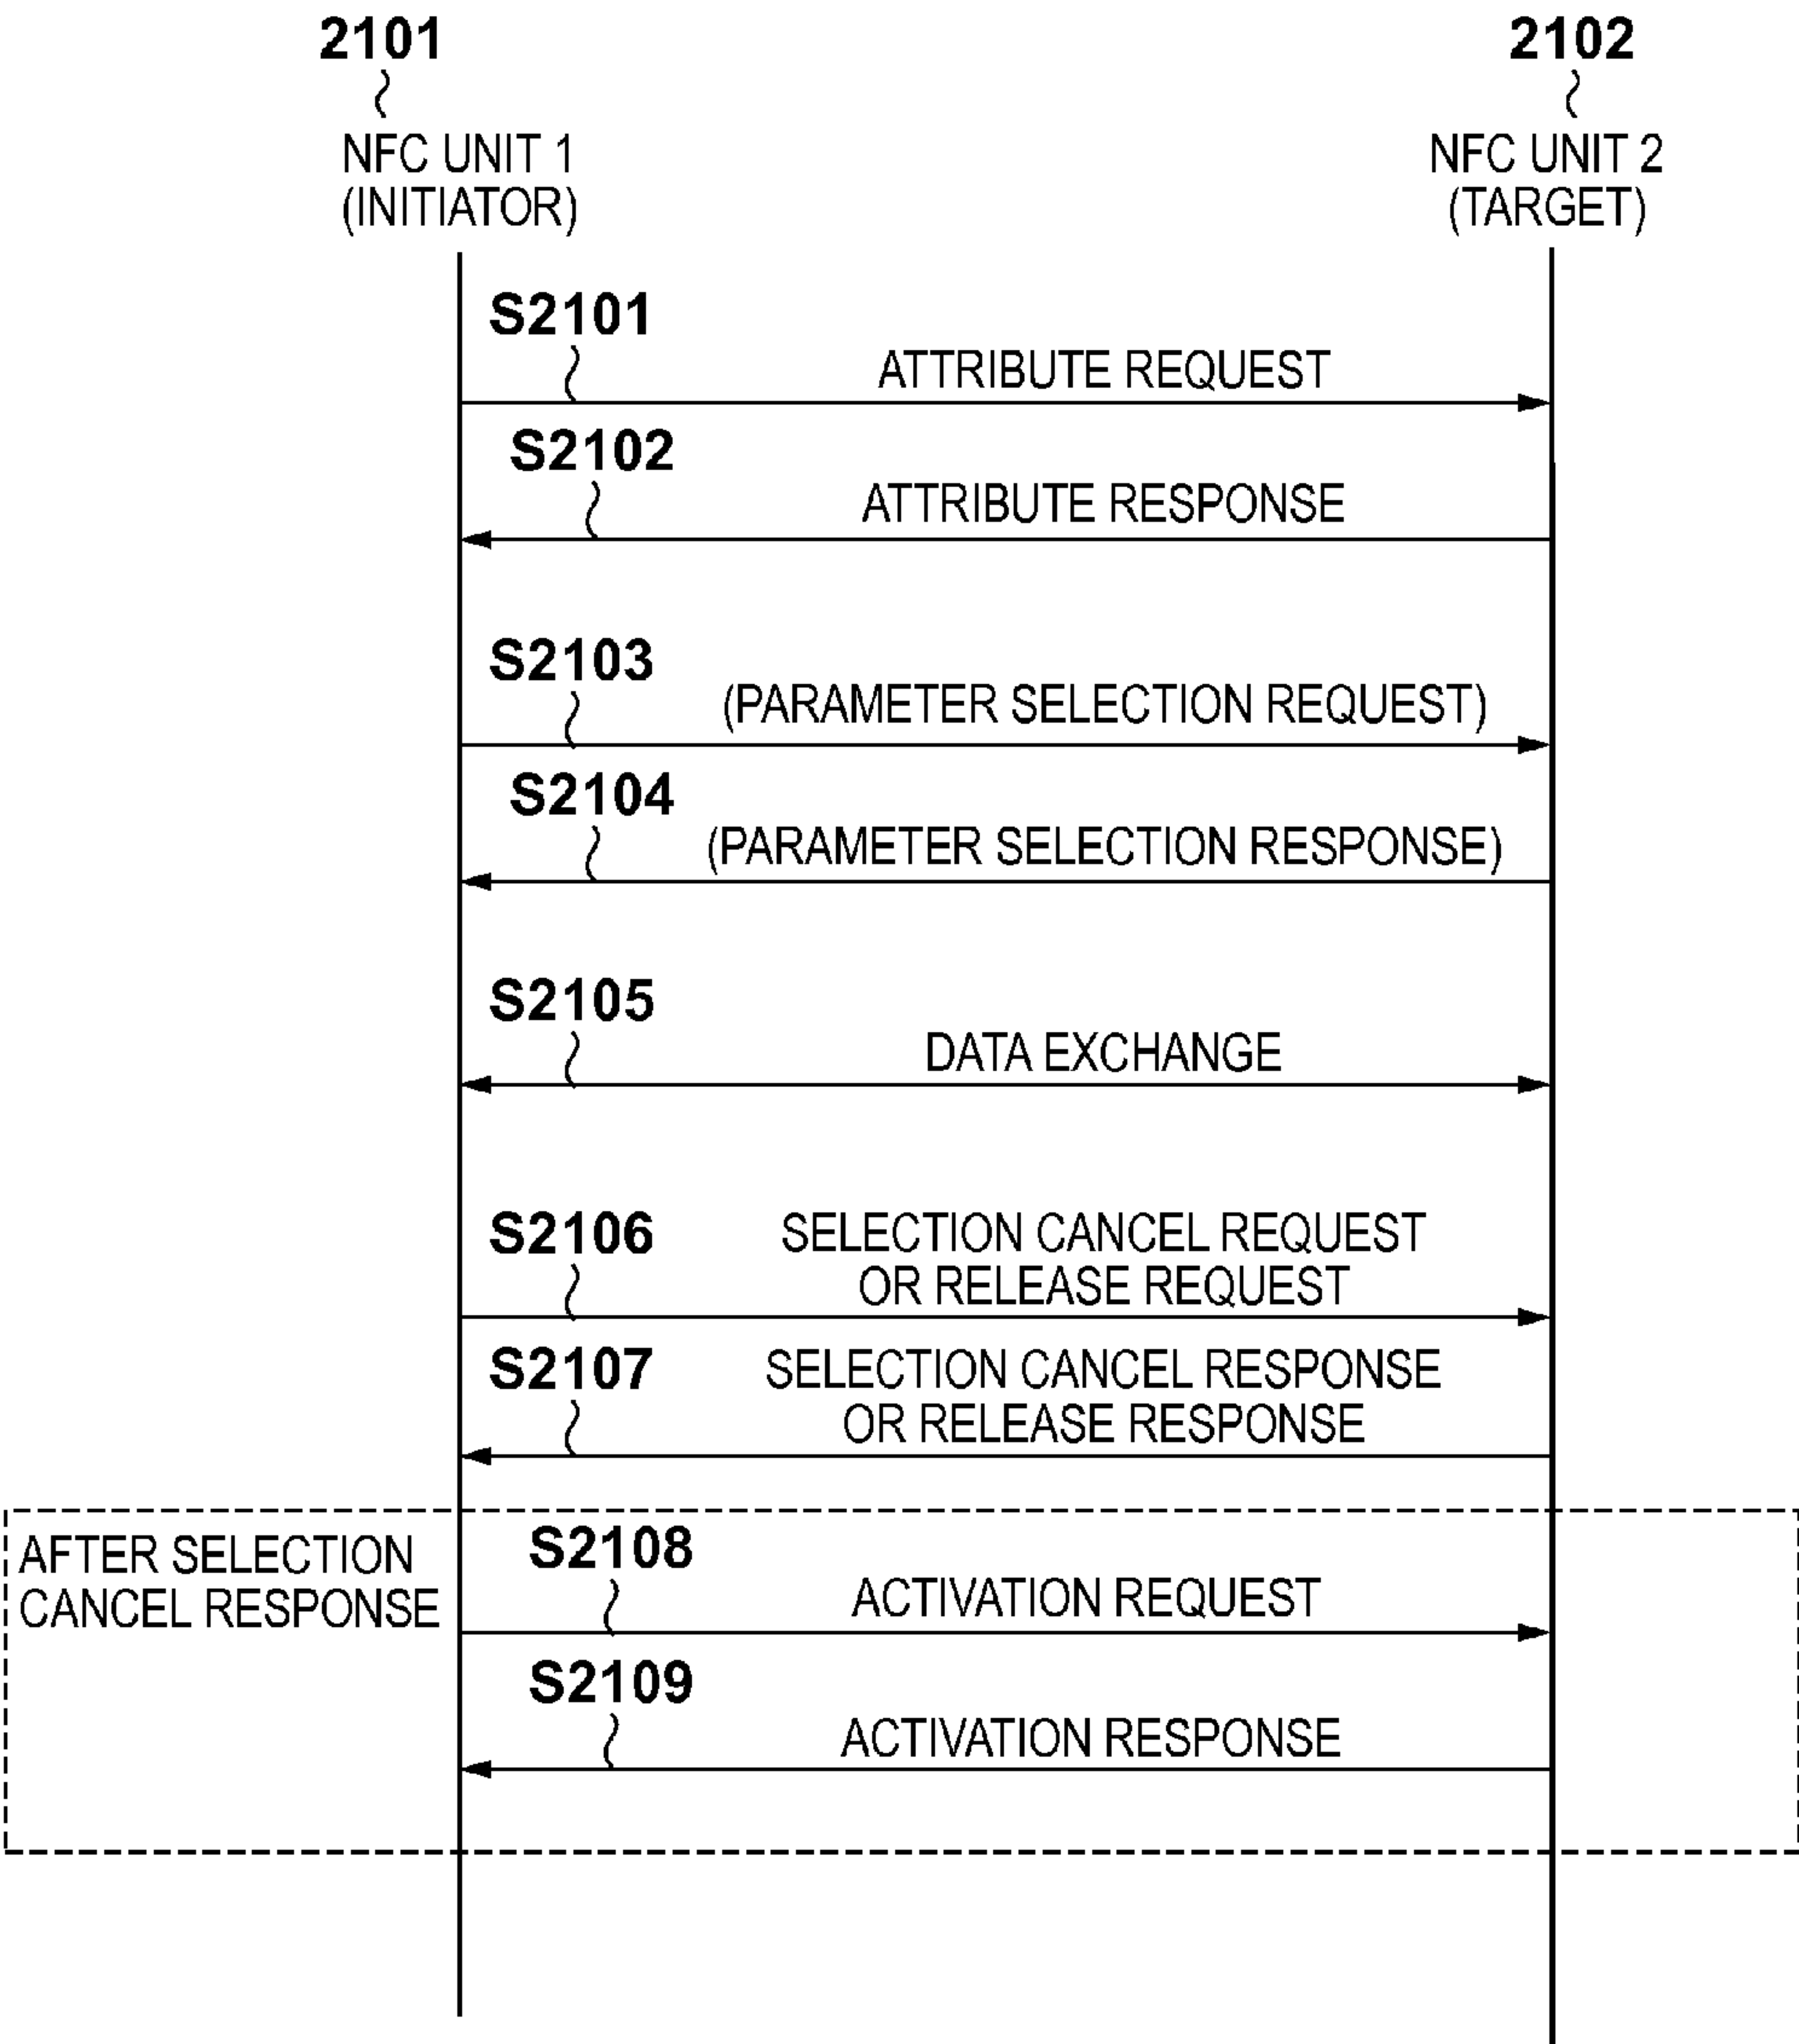 2101
2102
NFC UNIT 1
(INITIATOR)
NFC UNIT 2
(TARGET)
S2101
ATTRIBUTE REQUEST
S2102
ATTRIBUTE RESPONSE
S2103
(PARAMETER SELECTION REQUEST)
S2104
(PARAMETER SELECTION RESPONSE)
S2105
DATA EXCHANGE
S2106
SELECTION CANCEL REQUEST
OR RELEASE REQUEST
S2107
SELECTION CANCEL RESPONSE
OR RELEASE RESPONSE
AFTER SELECTION
CANCEL RESPONSE
S2108
ACTIVATION REQUEST
S2109
ACTIVATION RESPONSE